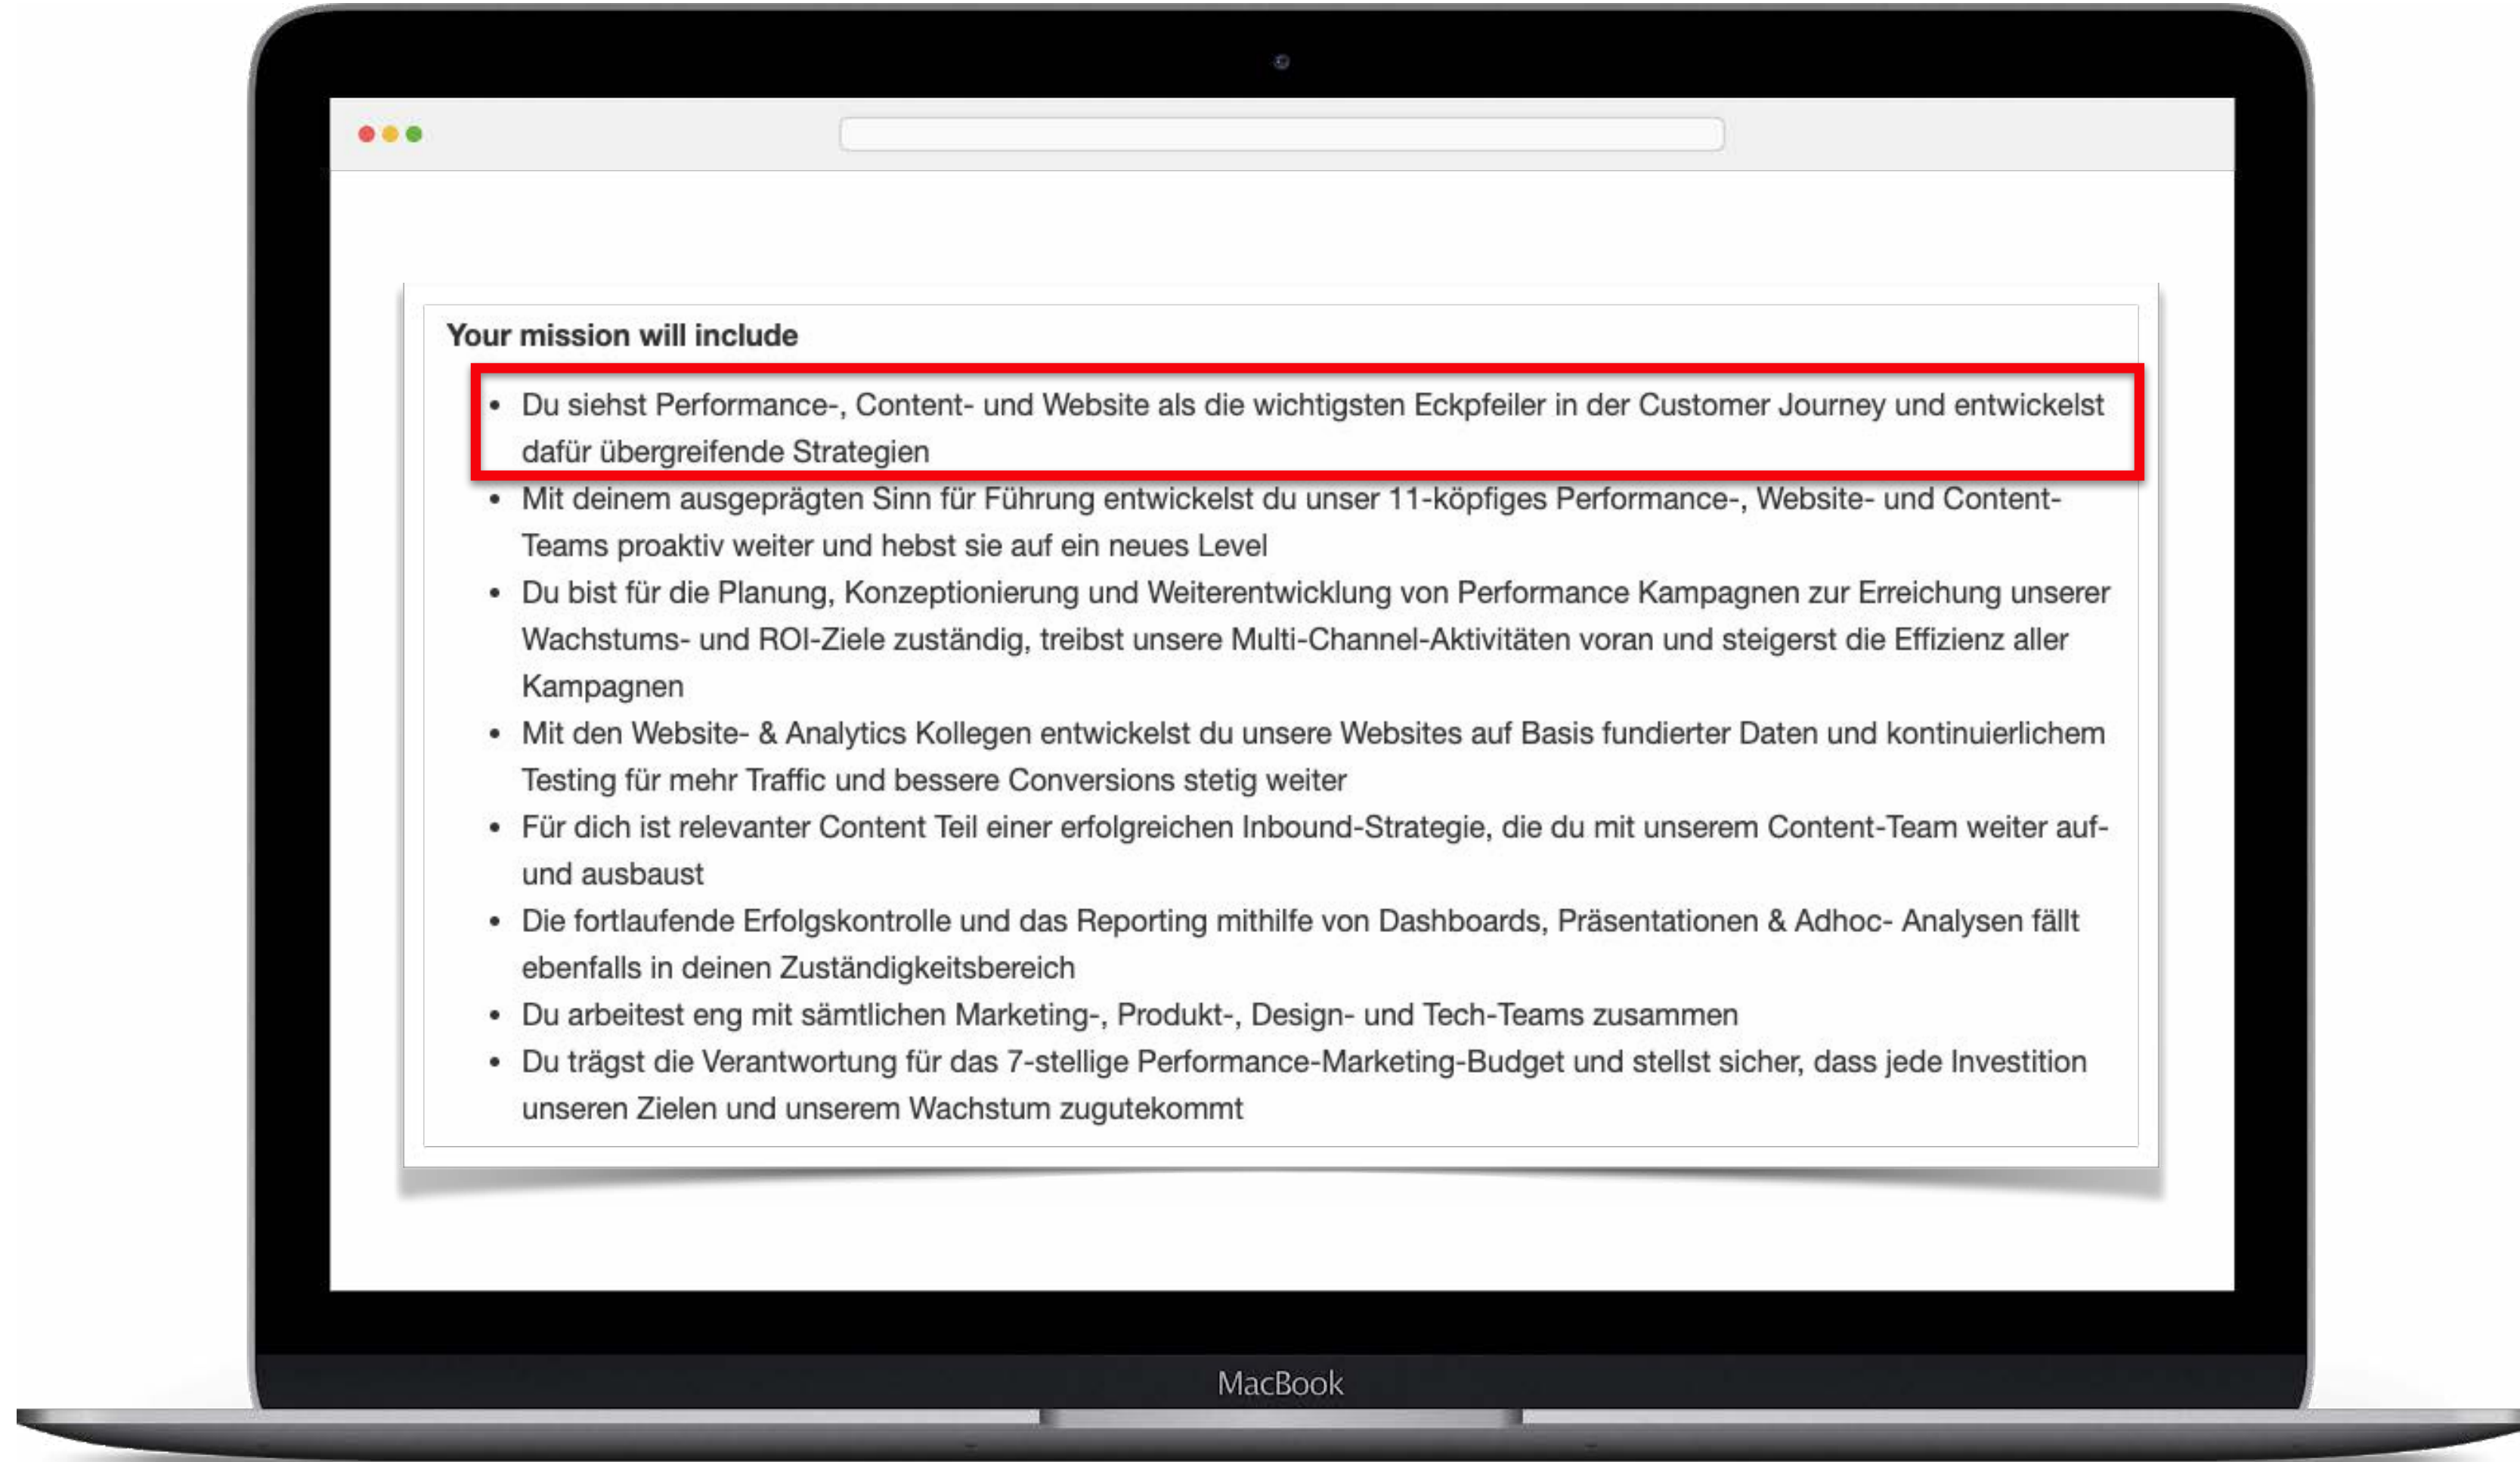 Your mission will include
• Du siehst Performance-, Content- und Website als die wichtigsten Eckpfeiler in der Customer Journey und entwickelst
dafür übergreifende Strategien
• Mit deinem ausgeprägten Sinn für Führung entwickelst du unser 11-köpfiges Performance-, Website- und Content-
Teams proaktiv weiter und hebst sie auf ein neues Level
• Du bist für die Planung, Konzeptionierung und Weiterentwicklung von Performance Kampagnen zur Erreichung unserer
Wachstums- und ROI-Ziele zuständig, treibst unsere Multi-Channel-Aktivitäten voran und steigerst die Effizienz aller
Kampagnen
• Mit den Website- & Analytics Kollegen entwickelst du unsere Websites auf Basis fundierter Daten und kontinuierlichem
Testing für mehr Traffic und bessere Conversions stetig weiter
• Für dich ist relevanter Content Teil einer erfolgreichen Inbound-Strategie, die du mit unserem Content-Team weiter auf-
und ausbaust
• Die fortlaufende Erfolgskontrolle und das Reporting mithilfe von Dashboards, Präsentationen & Adhoc- Analysen fällt
ebenfalls in deinen Zuständigkeitsbereich
• Du arbeitest eng mit sämtlichen Marketing-, Produkt-, Design- und Tech-Teams zusammen
• Du trägst die Verantwortung für das 7-stellige Performance-Marketing-Budget und stellst sicher, dass jede Investition
unseren Zielen und unserem Wachstum zugutekommt
MacBook